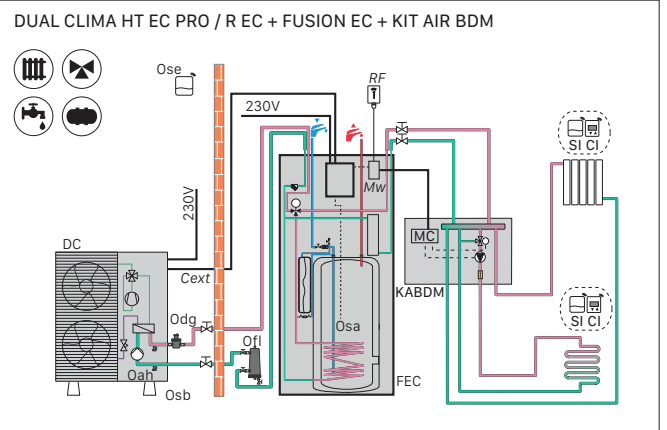 DUAL CLIMA HT EC PRO / R EC + FUSION EC + KIT AIR BDM
Ose
RF
230V
SI CI
Mw
230V
MC
DC
Cext
KABDM
Odg
SI CI
Osa
Ofl
Oah
FEC
Osb